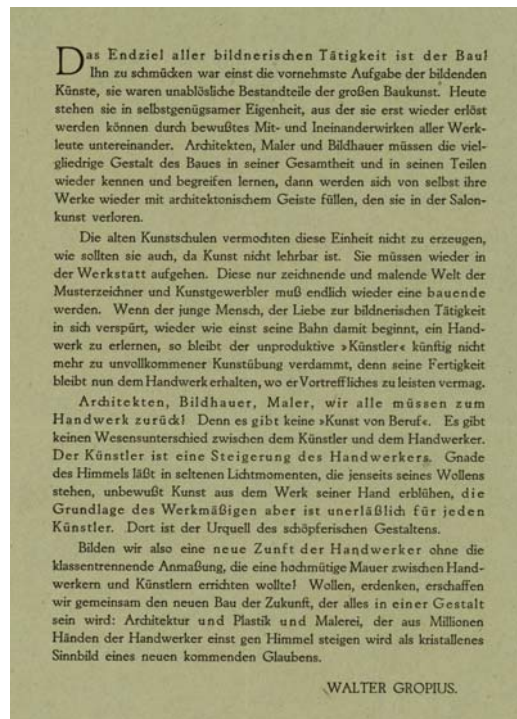 Das Endziel aller bildnerischen Tätigkeit ist der Bau!
Ihn zu schmücken war einst die vornehmste Aufgabe der bildenden
Künste, sie waren unablösliche Bestandteile der großen Baukunst. Heute
stehen sie in selbstgenügsamer Eigenheit, aus der sie erst wieder erlöst
werden können durch bewußtes Mit- und Ineinanderwirken aller Werk-
leute untereinander. Architekten, Maler und Bildhauer müssen die viel-
gliedrige Gestalt des Baues in seiner Gesamtheit und in seinen Teilen
wieder kennen und begreifen lernen, dann werden sich von selbst ihre
Werke wieder mit architektonischem Geiste füllen, den sie in der Salon-
kunst verloren.
Die alten Kunstschulen vermochten diese Einheit nicht zu erzeugen,
wie sollten sie auch, da Kunst nicht lehrbar ist. Sie müssen wieder in
der Werkstatt aufgehen. Diese nur zeichnende und malende Welt der
Musterzeichner und Kunstgewerbler muß endlich wieder eine bauende
werden. Wenn der junge Mensch, der Liebe zur bildnerischen Tätigkeit
in sich verspürt, wieder wie einst seine Bahn damit beginnt, ein Hand-
werk zu erlernen, so bleibt der unproduktive »Künstler« künftig nicht
mehr zu unvollkommener Kunstübung verdammt, denn seine Fertigkeit
bleibt nun dem Handwerk erhalten, wo er Vortreffliches zu leisten vermag.
Architekten, Bildhauer, Maler, wir alle müssen zum
Handwerk zurück! Denn es gibt keine »Kunst von Beruf«. Es gibt
keinen Wesensunterschied zwischen dem Künstler und dem Handwerker.
Der Künstler ist eine Steigerung des Handwerkers. Gnade
des Himmels läßt in seltenen Lichtmomenten, die jenseits seines Wollens
stehen, unbewußt Kunst aus dem Werk seiner Hand erblühen, die
Grundlage des Werkmäßigen aber ist unerläßlich für jeden
Künstler. Dort ist der Urquell des schöpferischen Gestaltens.
Bilden wir also eine neue Zunft der Handwerker ohne die
klassentrennende Anmaßung, die eine hochmütige Mauer zwischen Hand-
werkern und Künstlern errichten wollte! Wollen, erdenken, erschaffen
wir gemeinsam den neuen Bau der Zukunft, der alles in einer Gestalt
sein wird: Architektur und Plastik und Malerei, der aus Millionen
Händen der Handwerker einst gen Himmel steigen wird als kristallenes
Sinnbild eines neuen kommenden Glaubens.
WALTER GROPIUS.